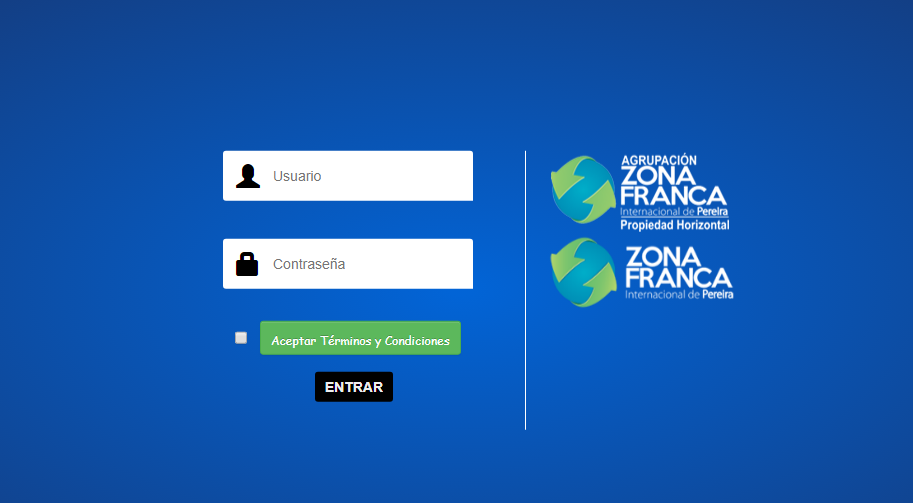 Usuario
Contraseña
Aceptar Términos y Condiciones
ENTRAR
AGRUPACIÓN
ZONA
FRANCA
Internacional de Pereira
Propiedad Horizontal
ZONA
FRANCA
Internacional de Pereira